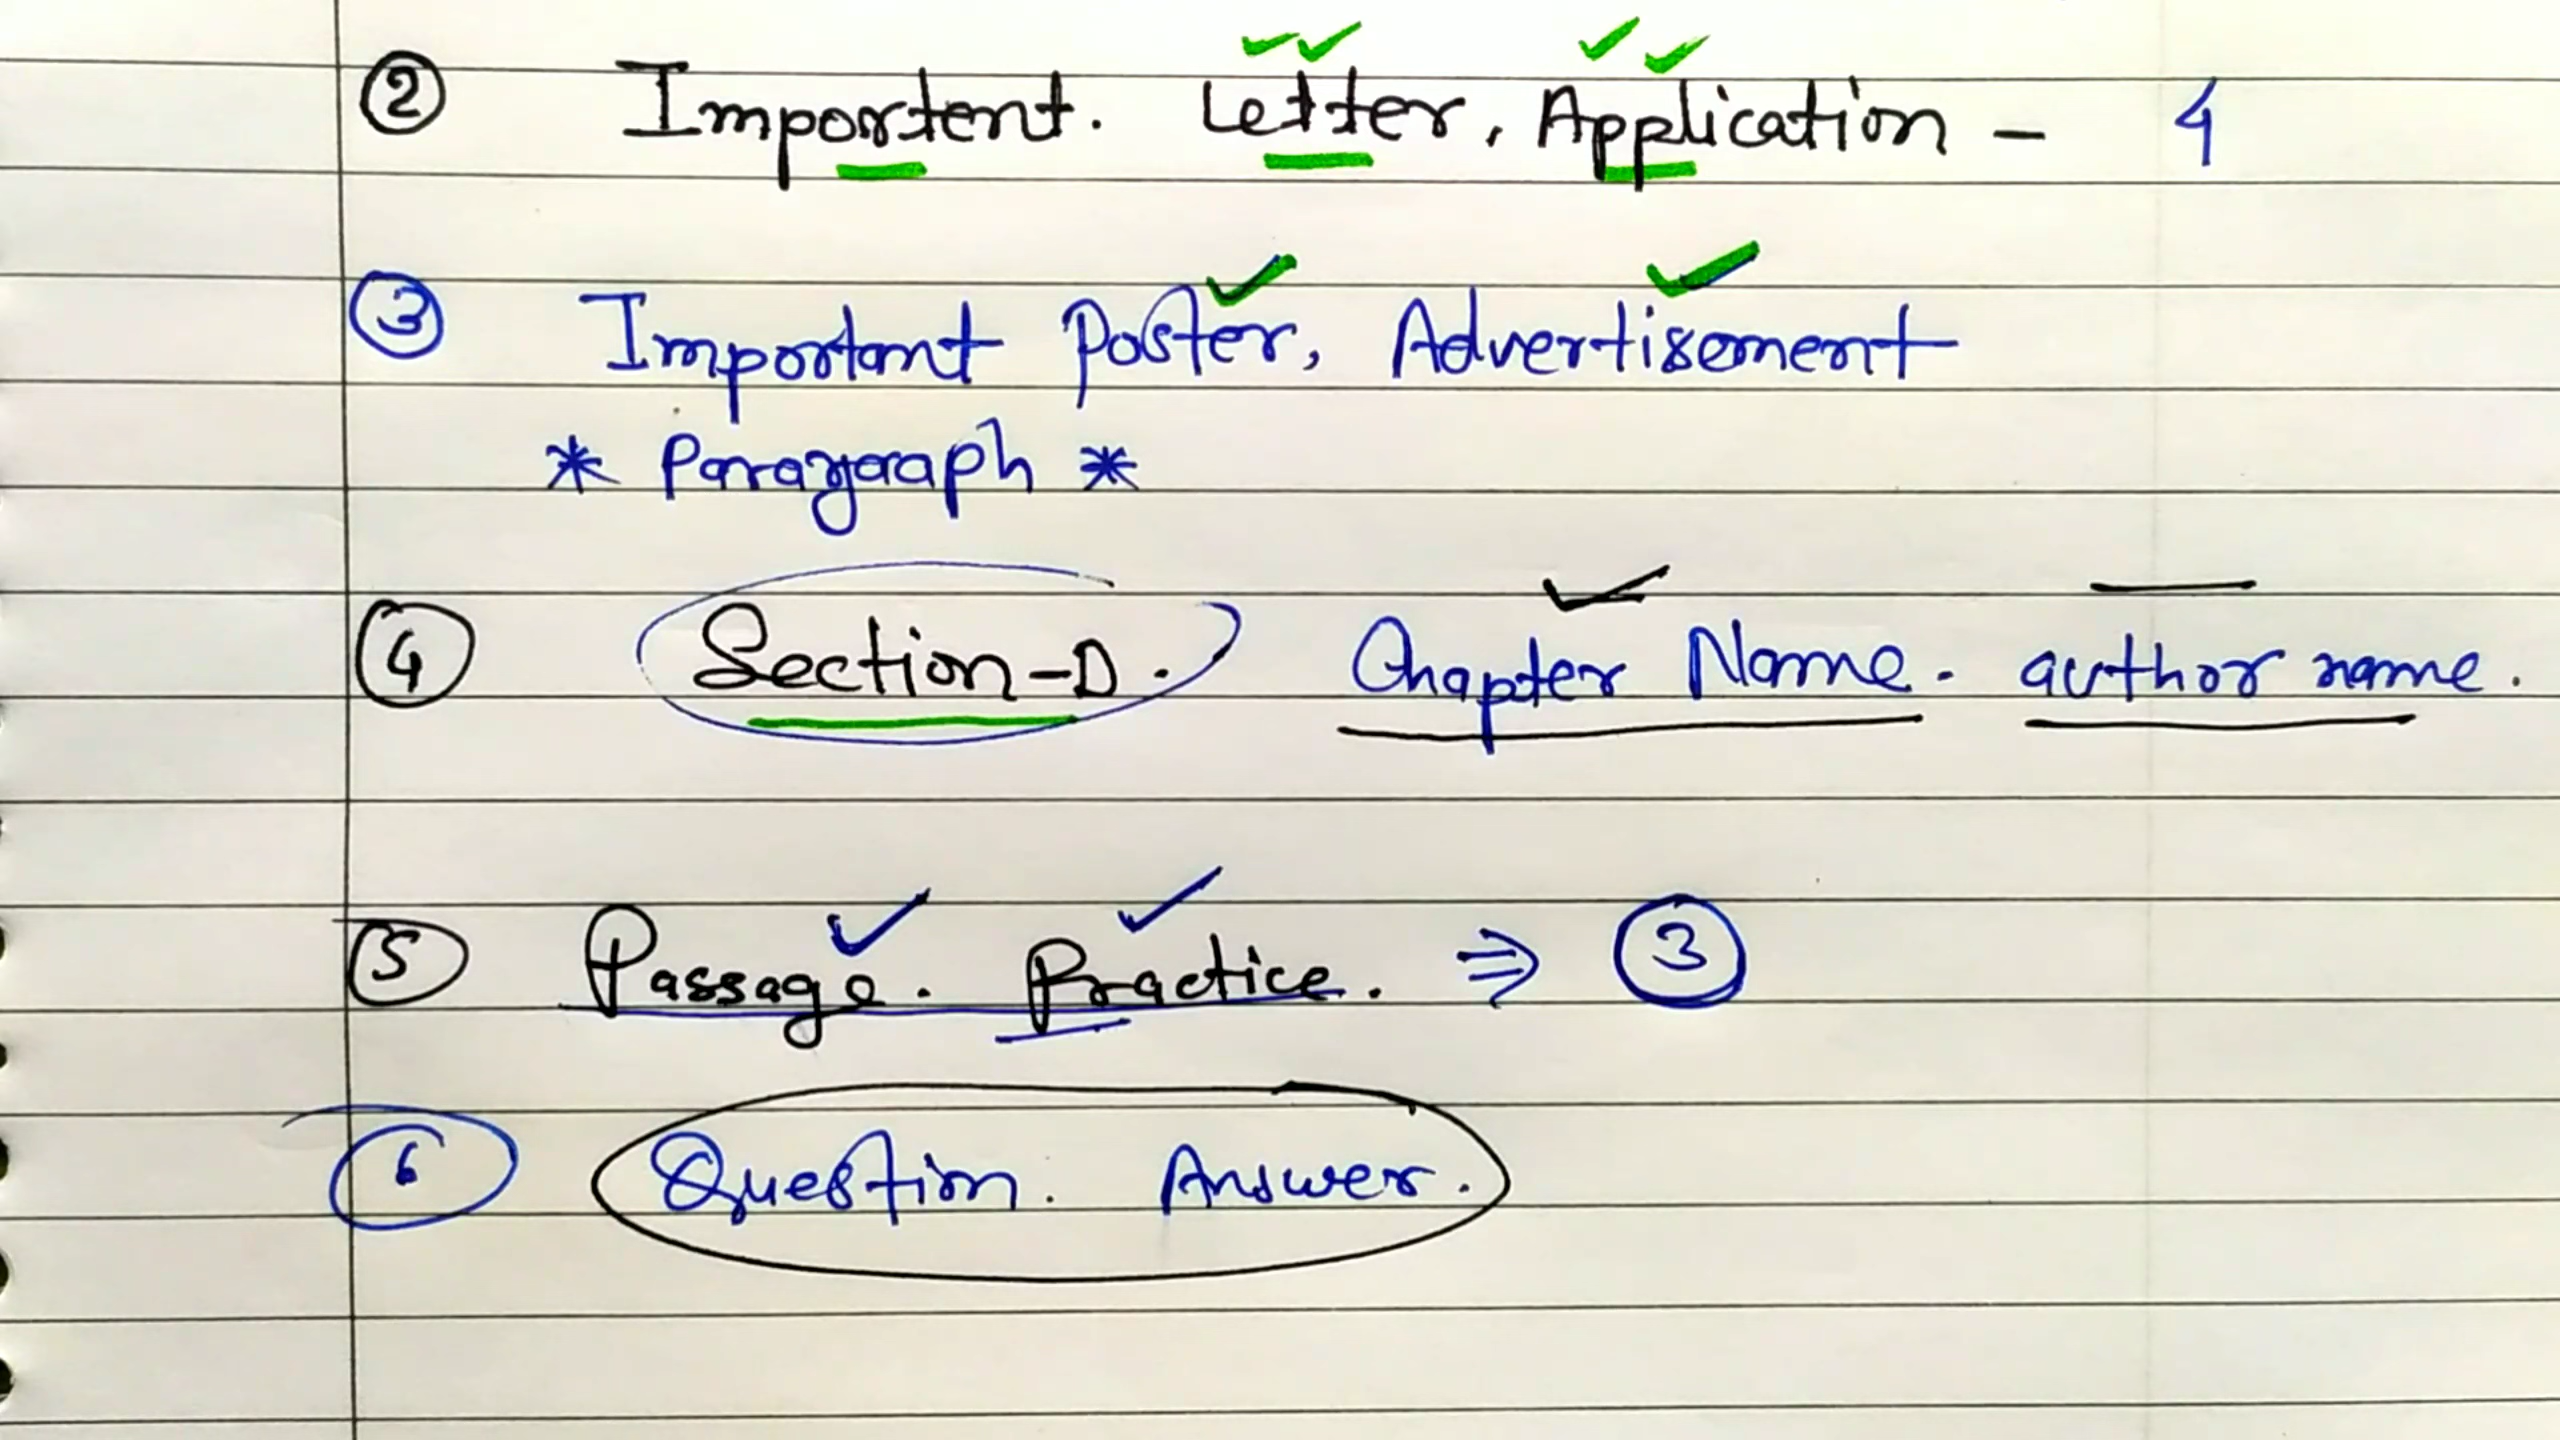 ② Importent. Letter, Application - 4
③ Important Poster, Advertisement
* Paragraph *
④ Section-D. Chapter Name. author name.
⑤ Passage. Practice. ⇒ ③
⑥ Question. Answer.